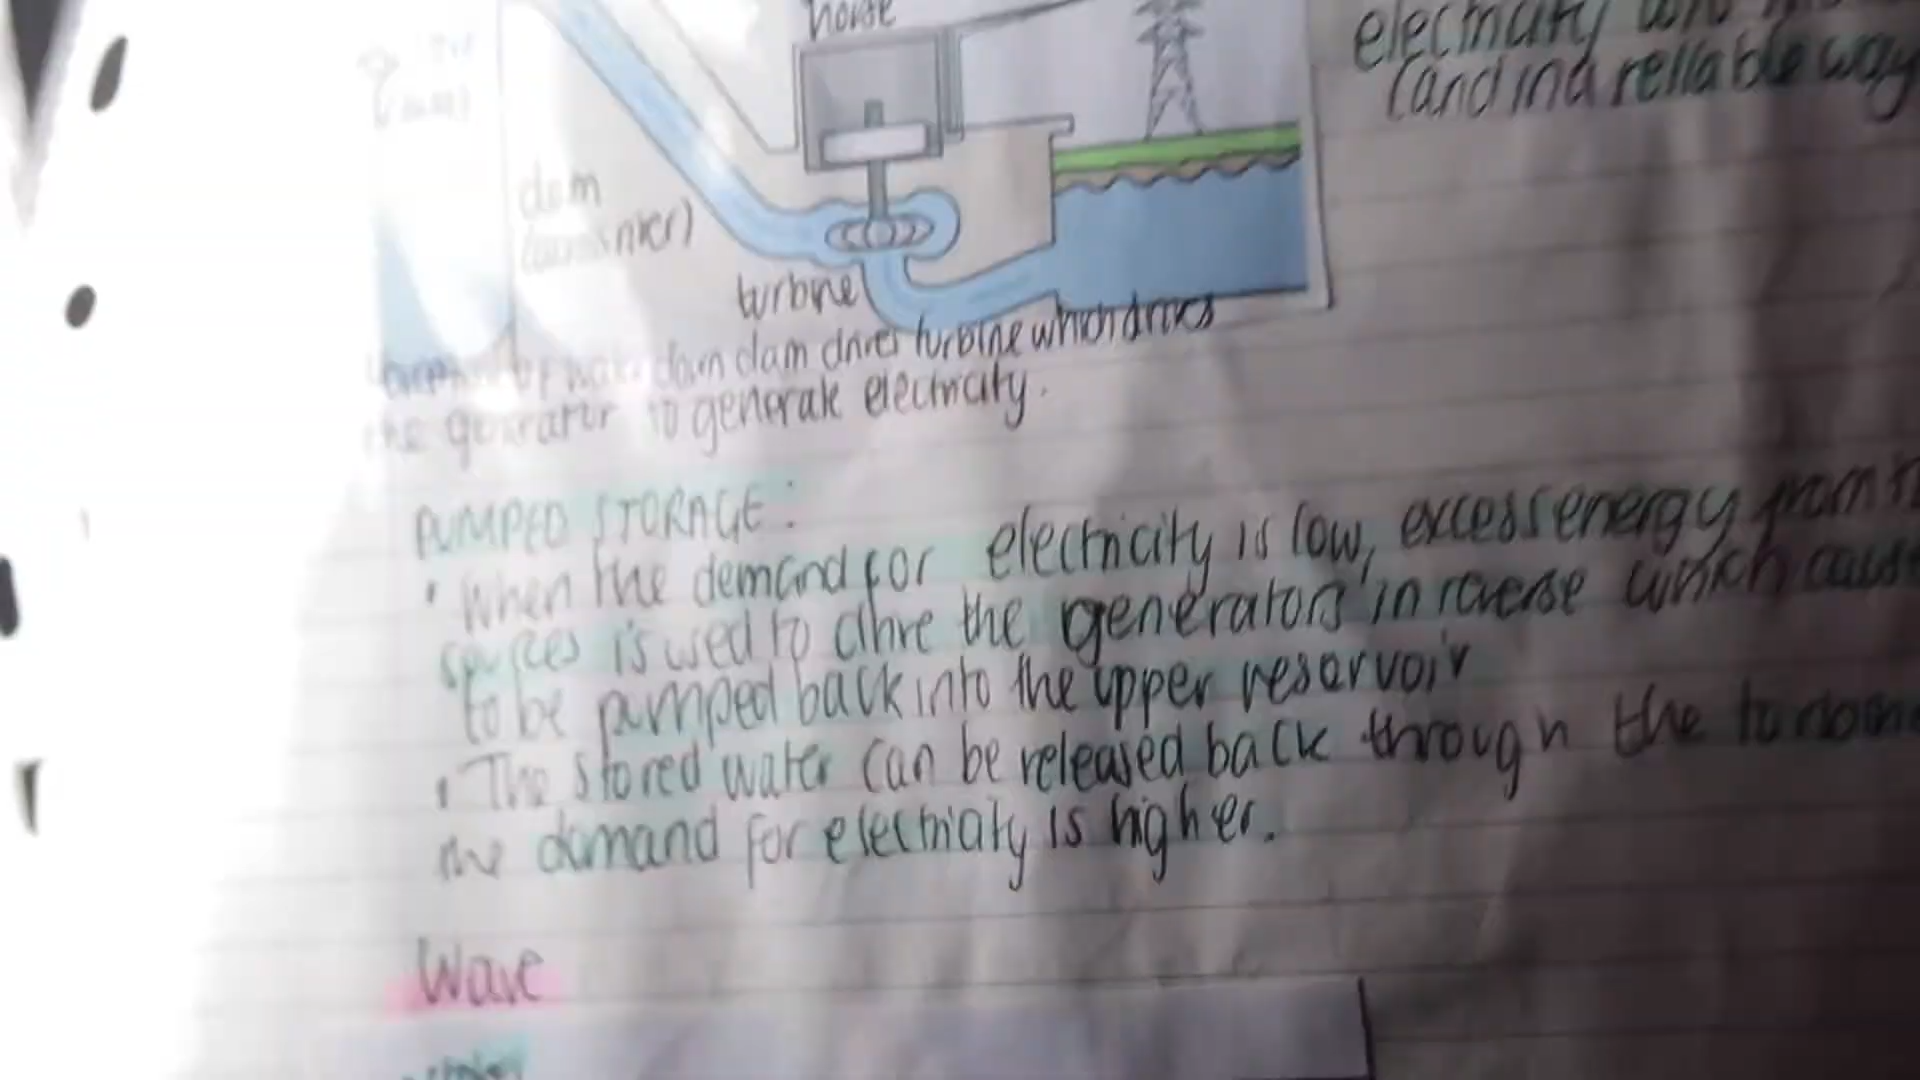 house
electricity
(and in a reliable way
dam
turbine
down dam drives turbine which drives
the generator to generate electricity.
PUMPED STORAGE:
• When the demand for electricity is low, excess energy from
sources is used to drive the generators 'in reverse which
to be pumped back into the upper reservoir
• The stored water can be released back through the
the demand for electricity is higher.
Wave